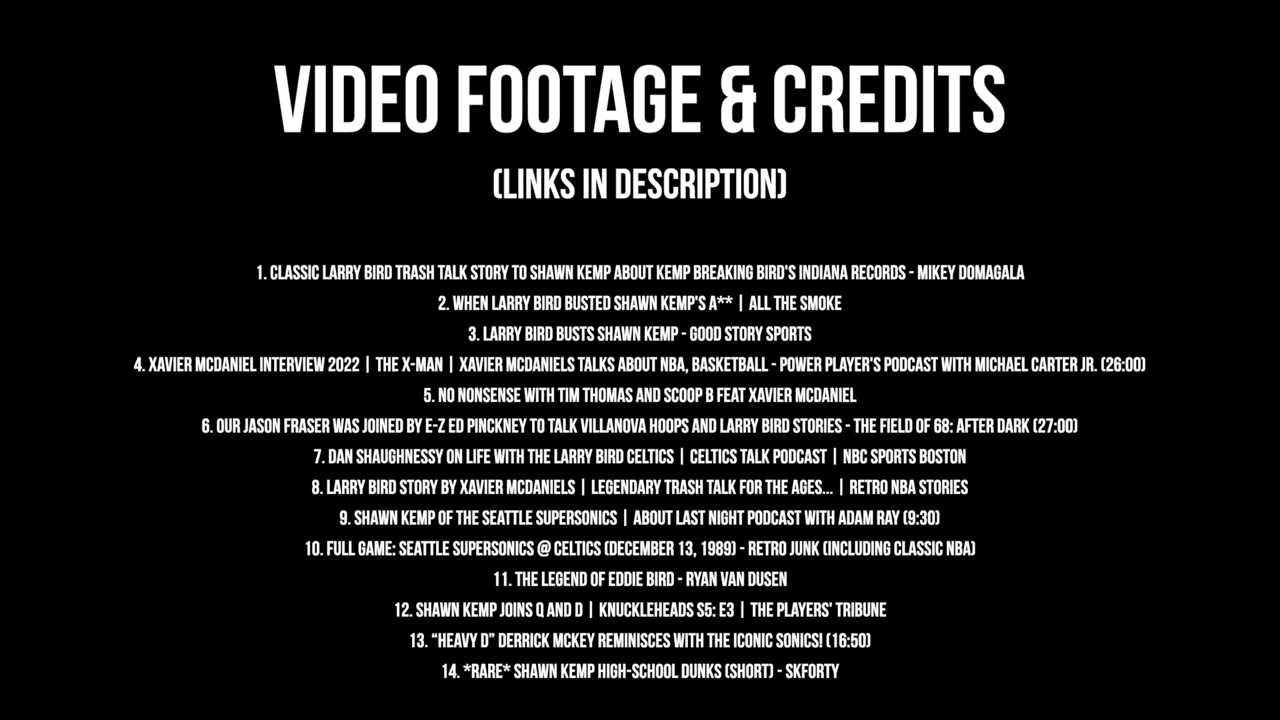 VIDEO FOOTAGE & CREDITS
(LINKS IN DESCRIPTION)
1. CLASSIC LARRY BIRD TRASH TALK STORY TO SHAWN KEMP ABOUT KEMP BREAKING BIRD'S INDIANA RECORDS - MIKEY DOMAGALA
2. WHEN LARRY BIRD BUSTED SHAWN KEMP'S A** | ALL THE SMOKE
3. LARRY BIRD BUSTS SHAWN KEMP - GOOD STORY SPORTS
4. XAVIER MCDANIEL INTERVIEW 2022 | THE X-MAN | XAVIER MCDANIELS TALKS ABOUT NBA, BASKETBALL - POWER PLAYER'S PODCAST WITH MICHAEL CARTER JR. (26:00)
5. NO NONSENSE WITH TIM THOMAS AND SCOOP B FEAT XAVIER MCDANIEL
6. OUR JASON FRASER WAS JOINED BY E-Z ED PINCKNEY TO TALK VILLANOVA HOOPS AND LARRY BIRD STORIES - THE FIELD OF 68: AFTER DARK (27:00)
7. DAN SHAUGHNESSY ON LIFE WITH THE LARRY BIRD CELTICS | CELTICS TALK PODCAST | NBC SPORTS BOSTON
8. LARRY BIRD STORY BY XAVIER MCDANIELS | LEGENDARY TRASH TALK FOR THE AGES... | RETRO NBA STORIES
9. SHAWN KEMP OF THE SEATTLE SUPERSONICS | ABOUT LAST NIGHT PODCAST WITH ADAM RAY (9:30)
10. FULL GAME: SEATTLE SUPERSONICS @ CELTICS (DECEMBER 13, 1989) - RETRO JUNK (INCLUDING CLASSIC NBA)
11. THE LEGEND OF EDDIE BIRD - RYAN VAN DUSEN
12. SHAWN KEMP JOINS Q AND D | KNUCKLEHEADS S5: E3 | THE PLAYERS' TRIBUNE
13. “HEAVY D” DERRICK MCKEY REMINISCES WITH THE ICONIC SONICS! (16:50)
14. *RARE* SHAWN KEMP HIGH-SCHOOL DUNKS (SHORT) - SKFORTY